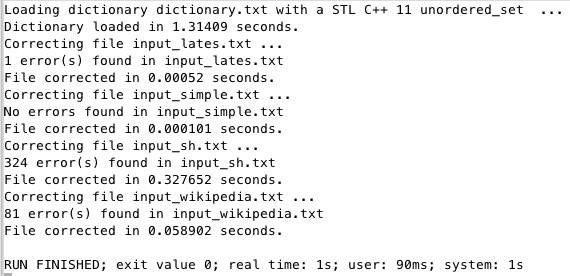 Loading dictionary dictionary.txt with a STL C++ 11 unordered_set  ...
Dictionary loaded in 1.31409 seconds.
Correcting file input_lates.txt ...
1 error(s) found in input_lates.txt
File corrected in 0.00052 seconds.
Correcting file input_simple.txt ...
No errors found in input_simple.txt
File corrected in 0.000101 seconds.
Correcting file input_sh.txt ...
324 error(s) found in input_sh.txt
File corrected in 0.327652 seconds.
Correcting file input_wikipedia.txt ...
81 error(s) found in input_wikipedia.txt
File corrected in 0.058902 seconds.
RUN FINISHED; exit value 0; real time: 1s; user: 90ms; system: 1s